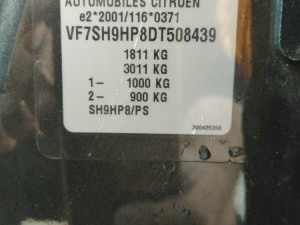 AUTOMOBILES CITROEN
e2*2001/116*0371
VF7SH9HP8DT508439
1811 KG
3011 KG
1- 1000 KG
2- 900 KG
SH9HP8/PS